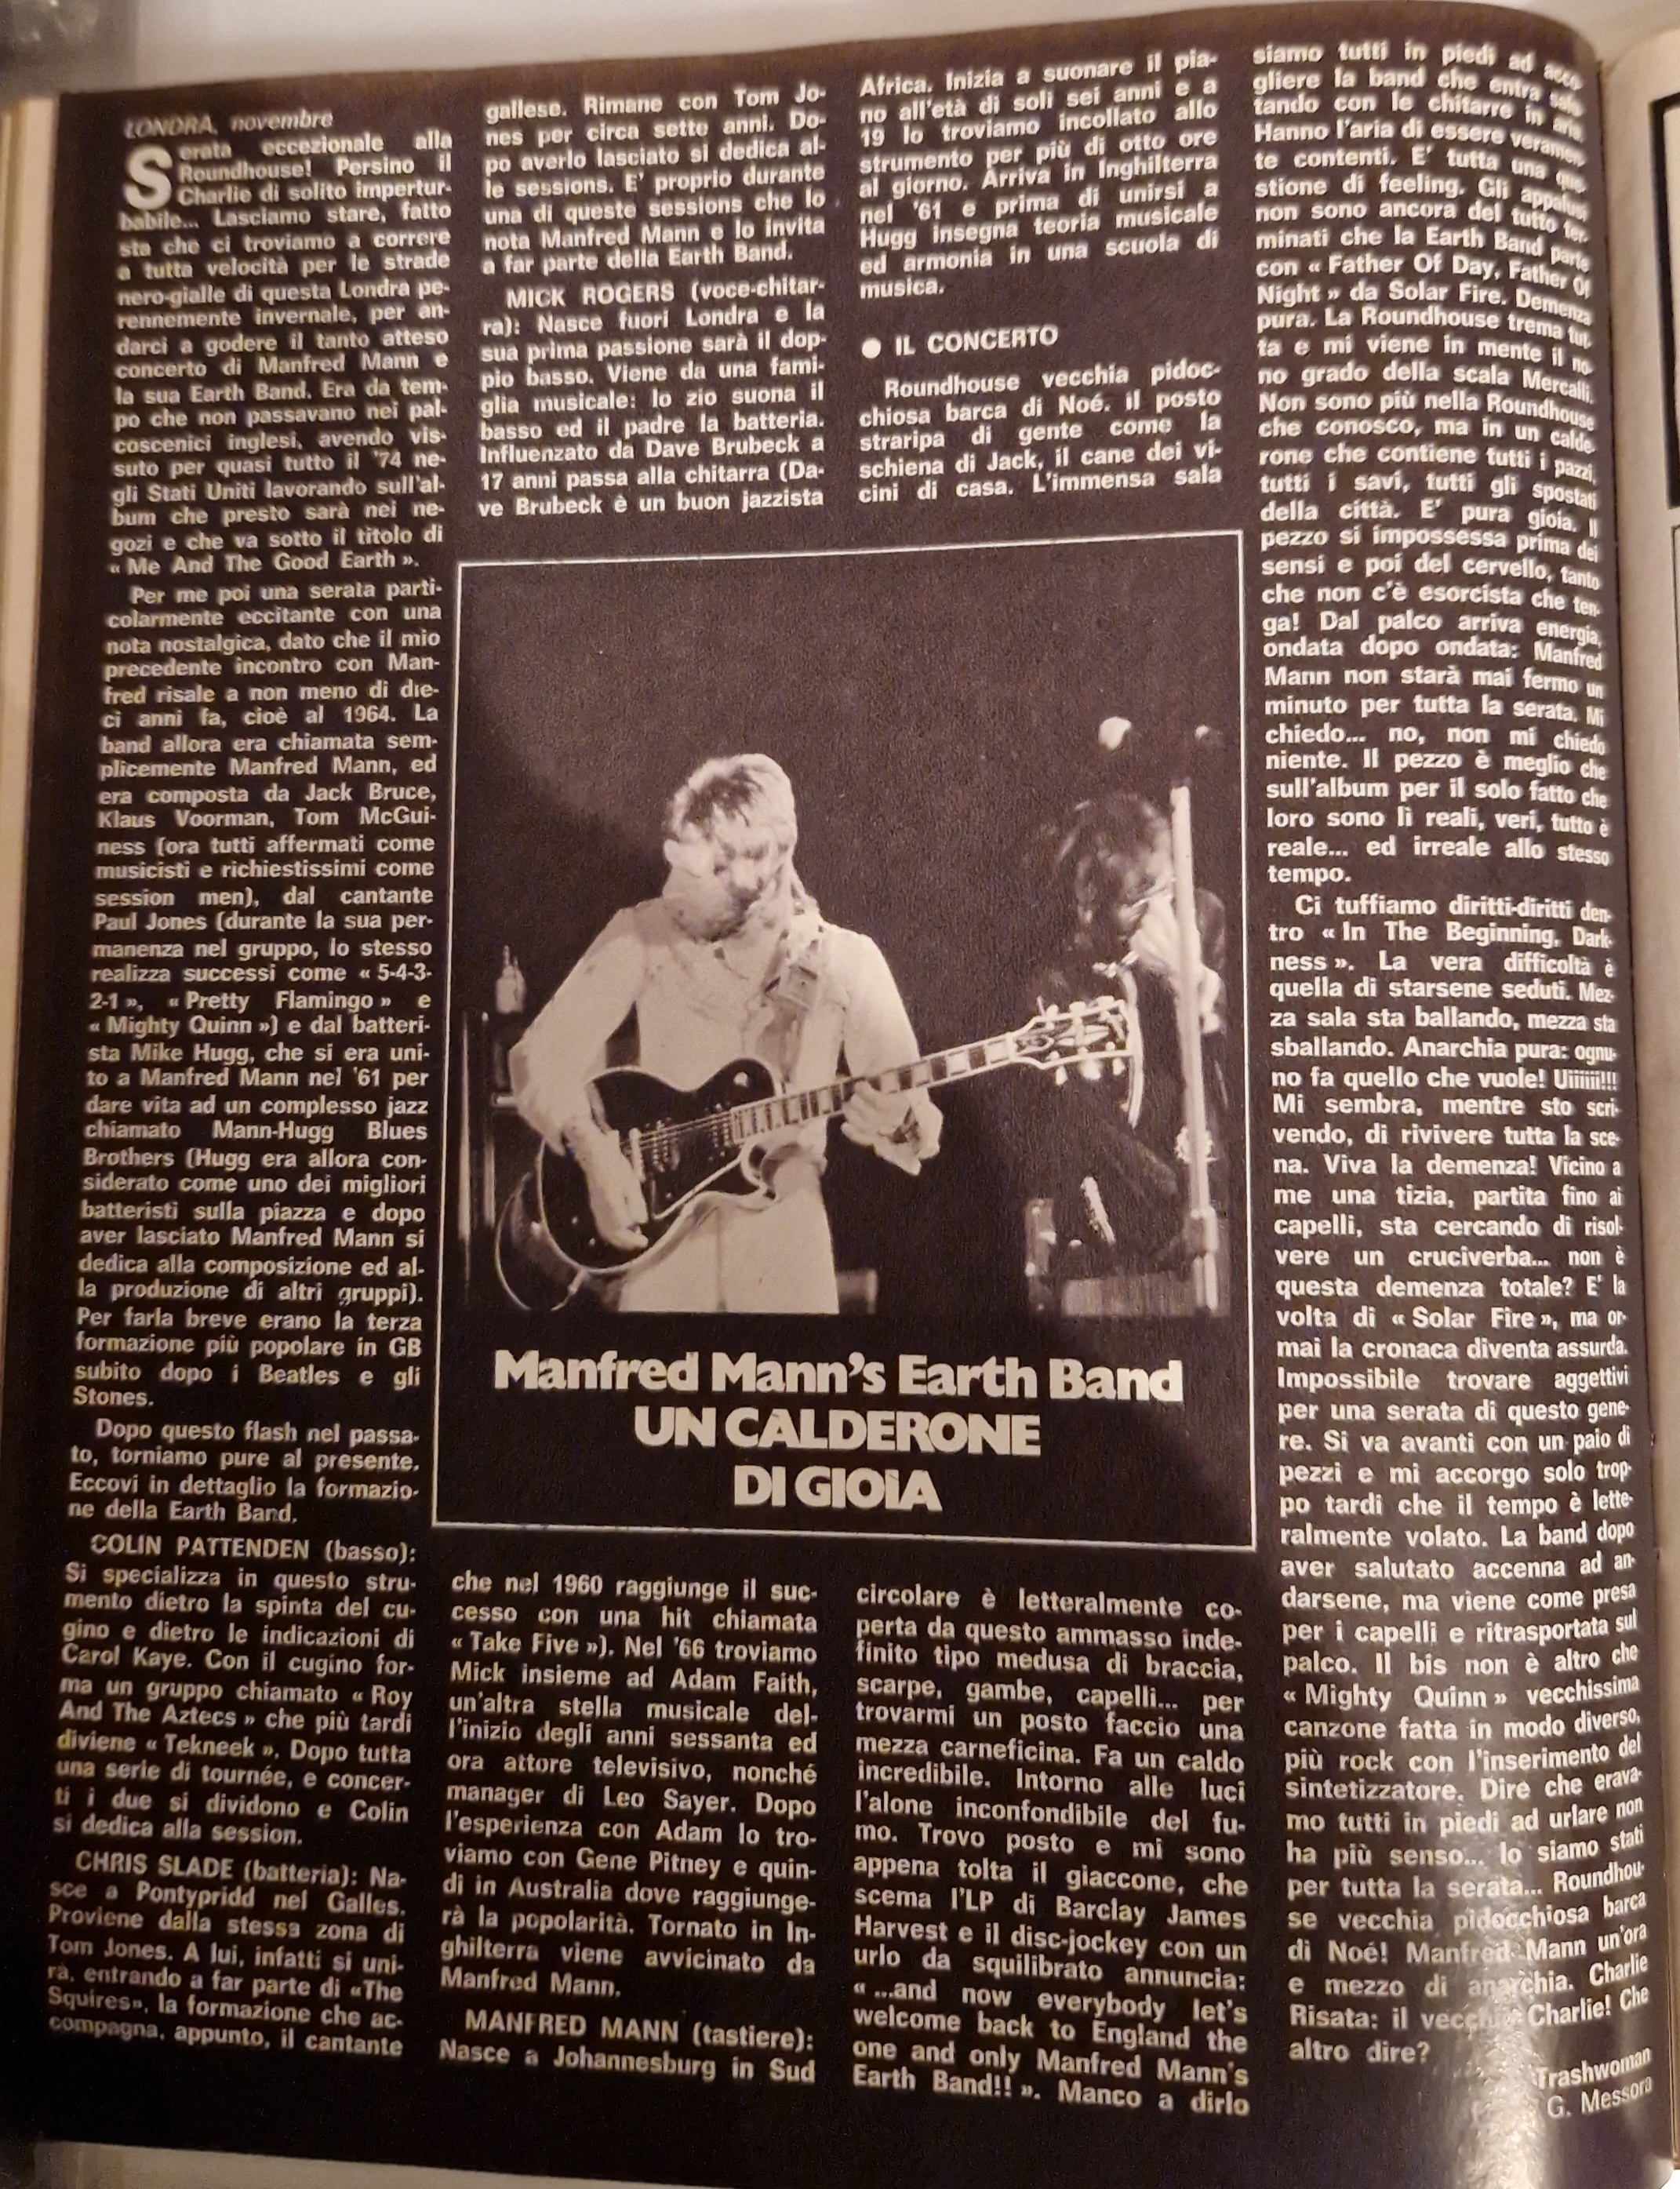 LONDRA, novembre
Serata eccezionale alla
Roundhouse! Persino il
Charlie di solito impertur-
babile... Lasciamo stare, fatto
sta che ci troviamo a correre
a tutta velocità per le strade
nero-gialle di questa Londra pe-
rennemente invernale, per an-
darci a godere il tanto atteso
concerto di Manfred Mann e
la sua Earth Band. Era da tem-
po che non passavano nei pal-
coscenici inglesi, avendo vis-
suto per quasi tutto il '74 ne-
gli Stati Uniti lavorando sull'al-
bum che presto sarà nei ne-
gozi e che va sotto il titolo di
« Me And The Good Earth ».
Per me poi una serata parti-
colarmente eccitante con una
nota nostalgica, dato che il mio
precedente incontro con Man-
fred risale a non meno di die-
ci anni fa, cioè al 1964. La
band allora era chiamata sem-
plicemente Manfred Mann, ed
era composta da Jack Bruce,
Klaus Voorman, Tom McGui-
ness (ora tutti affermati come
musicisti e richiestissimi come
session men), dal cantante
Paul Jones (durante la sua per-
manenza nel gruppo, lo stesso
realizza successi come « 5-4-3-
2-1 », « Pretty Flamingo » e
« Mighty Quinn ») e dal batteri-
sta Mike Hugg, che si era uni-
to a Manfred Mann nel '61 per
dare vita ad un complesso jazz
chiamato Mann-Hugg Blues
Brothers (Hugg era allora con-
siderato come uno dei migliori
batteristi sulla piazza e dopo
aver lasciato Manfred Mann si
dedica alla composizione ed al-
la produzione di altri gruppi).
Per farla breve erano la terza
formazione più popolare in GB
subito dopo i Beatles e gli
Stones.
Dopo questo flash nel passa-
to, torniamo pure al presente.
Eccovi in dettaglio la formazio-
ne della Earth Band.
COLIN PATTENDEN (basso):
Si specializza in questo stru-
mento dietro la spinta del cu-
gino e dietro le indicazioni di
Carol Kaye. Con il cugino for-
ma un gruppo chiamato « Roy
And The Aztecs » che più tardi
diviene « Tekneek ». Dopo tutta
una serie di tournée, e concer-
ti i due si dividono e Colin
si dedica alla session.
CHRIS SLADE (batteria): Na-
sce a Pontypridd nel Galles.
Proviene dalla stessa zona di
Tom Jones. A lui, infatti si uni-
rà, entrando a far parte di «The
Squires», la formazione che ac-
compagna, appunto, il cantante
gallese. Rimane con Tom Jo-
nes per circa sette anni. Do-
po averlo lasciato si dedica al-
le sessions. E' proprio durante
una di queste sessions che lo
nota Manfred Mann e lo invita
a far parte della Earth Band.
MICK ROGERS (voce-chitar-
ra): Nasce fuori Londra e la
sua prima passione sarà il dop-
pio basso. Viene da una fami-
glia musicale: lo zio suona il
basso ed il padre la batteria.
Influenzato da Dave Brubeck a
17 anni passa alla chitarra (Da-
ve Brubeck è un buon jazzista
Manfred Mann's Earth Band
UN CALDERONE
DI GIOIA
che nel 1960 raggiunge il suc-
cesso con una hit chiamata
« Take Five »). Nel '66 troviamo
Mick insieme ad Adam Faith,
un'altra stella musicale del-
l'inizio degli anni sessanta ed
ora attore televisivo, nonché
manager di Leo Sayer. Dopo
l'esperienza con Adam lo tro-
viamo con Gene Pitney e quin-
di in Australia dove raggiunge-
rà la popolarità. Tornato in In-
ghilterra viene avvicinato da
Manfred Mann.
MANFRED MANN (tastiere):
Nasce a Johannesburg in Sud
Africa. Inizia a suonare il pia-
no all'età di soli sei anni e a
19 lo troviamo incollato allo
strumento per più di otto ore
al giorno. Arriva in Inghilterra
nel '61 e prima di unirsi a
Hugg insegna teoria musicale
ed armonia in una scuola di
musica.
● IL CONCERTO
Roundhouse vecchia pidoc-
chiosa barca di Noé. il posto
straripa di gente come la
schiena di Jack, il cane dei vi-
cini di casa. L'immensa sala
circolare è letteralmente co-
perta da questo ammasso inde-
finito tipo medusa di braccia,
scarpe, gambe, capelli... per
trovarmi un posto faccio una
mezza carneficina. Fa un caldo
incredibile. Intorno alle luci
l'alone inconfondibile del fu-
mo. Trovo posto e mi sono
appena tolta il giaccone, che
scema l'LP di Barclay James
Harvest e il disc-jockey con un
urlo da squilibrato annuncia:
« ...and now everybody let's
welcome back to England the
one and only Manfred Mann's
Earth Band!! ». Manco a dirlo
siamo tutti in piedi ad acco-
gliere la band che entra salu-
tando con le chitarre in aria
Hanno l'aria di essere veramen-
te contenti. E' tutta una que-
stione di feeling. Gli applausi
non sono ancora del tutto ter-
minati che la Earth Band parte
con « Father Of Day, Father Of
Night » da Solar Fire. Demenza
pura. La Roundhouse trema tut-
ta e mi viene in mente il no-
no grado della scala Mercalli.
Non sono più nella Roundhouse
che conosco, ma in un calde-
rone che contiene tutti i pazzi,
tutti i savi, tutti gli spostati
della città. E' pura gioia. Il
pezzo si impossessa prima dei
sensi e poi del cervello, tanto
che non c'è esorcista che ten-
ga! Dal palco arriva energia,
ondata dopo ondata: Manfred
Mann non starà mai fermo un
minuto per tutta la serata. Mi
chiedo... no, non mi chiedo
niente. Il pezzo è meglio che
sull'album per il solo fatto che
loro sono lì reali, veri, tutto è
reale... ed irreale allo stesso
tempo.
Ci tuffiamo diritti-diritti den-
tro « In The Beginning, Dark-
ness ». La vera difficoltà è
quella di starsene seduti. Mez-
za sala sta ballando, mezza sta
sballando. Anarchia pura: ognu-
no fa quello che vuole! Uiiiiiii!!!
Mi sembra, mentre sto scri-
vendo, di rivivere tutta la sce-
na. Viva la demenza! Vicino a
me una tizia, partita fino ai
capelli, sta cercando di risol-
vere un cruciverba... non è
questa demenza totale? E' la
volta di « Solar Fire », ma or-
mai la cronaca diventa assurda.
Impossibile trovare aggettivi
per una serata di questo gene-
re. Si va avanti con un paio di
pezzi e mi accorgo solo trop-
po tardi che il tempo è lette-
ralmente volato. La band dopo
aver salutato accenna ad an-
darsene, ma viene come presa
per i capelli e ritrasportata sul
palco. Il bis non è altro che
« Mighty Quinn » vecchissima
canzone fatta in modo diverso,
più rock con l'inserimento del
sintetizzatore. Dire che erava-
mo tutti in piedi ad urlare non
ha più senso... lo siamo stati
per tutta la serata... Roundhou-
se vecchia pidocchiosa barca
di Noé! Manfred Mann un'ora
e mezzo di anarchia. Charlie
Risata: il vecchio Charlie! Che
altro dire?
Trashwoman
G. Messora